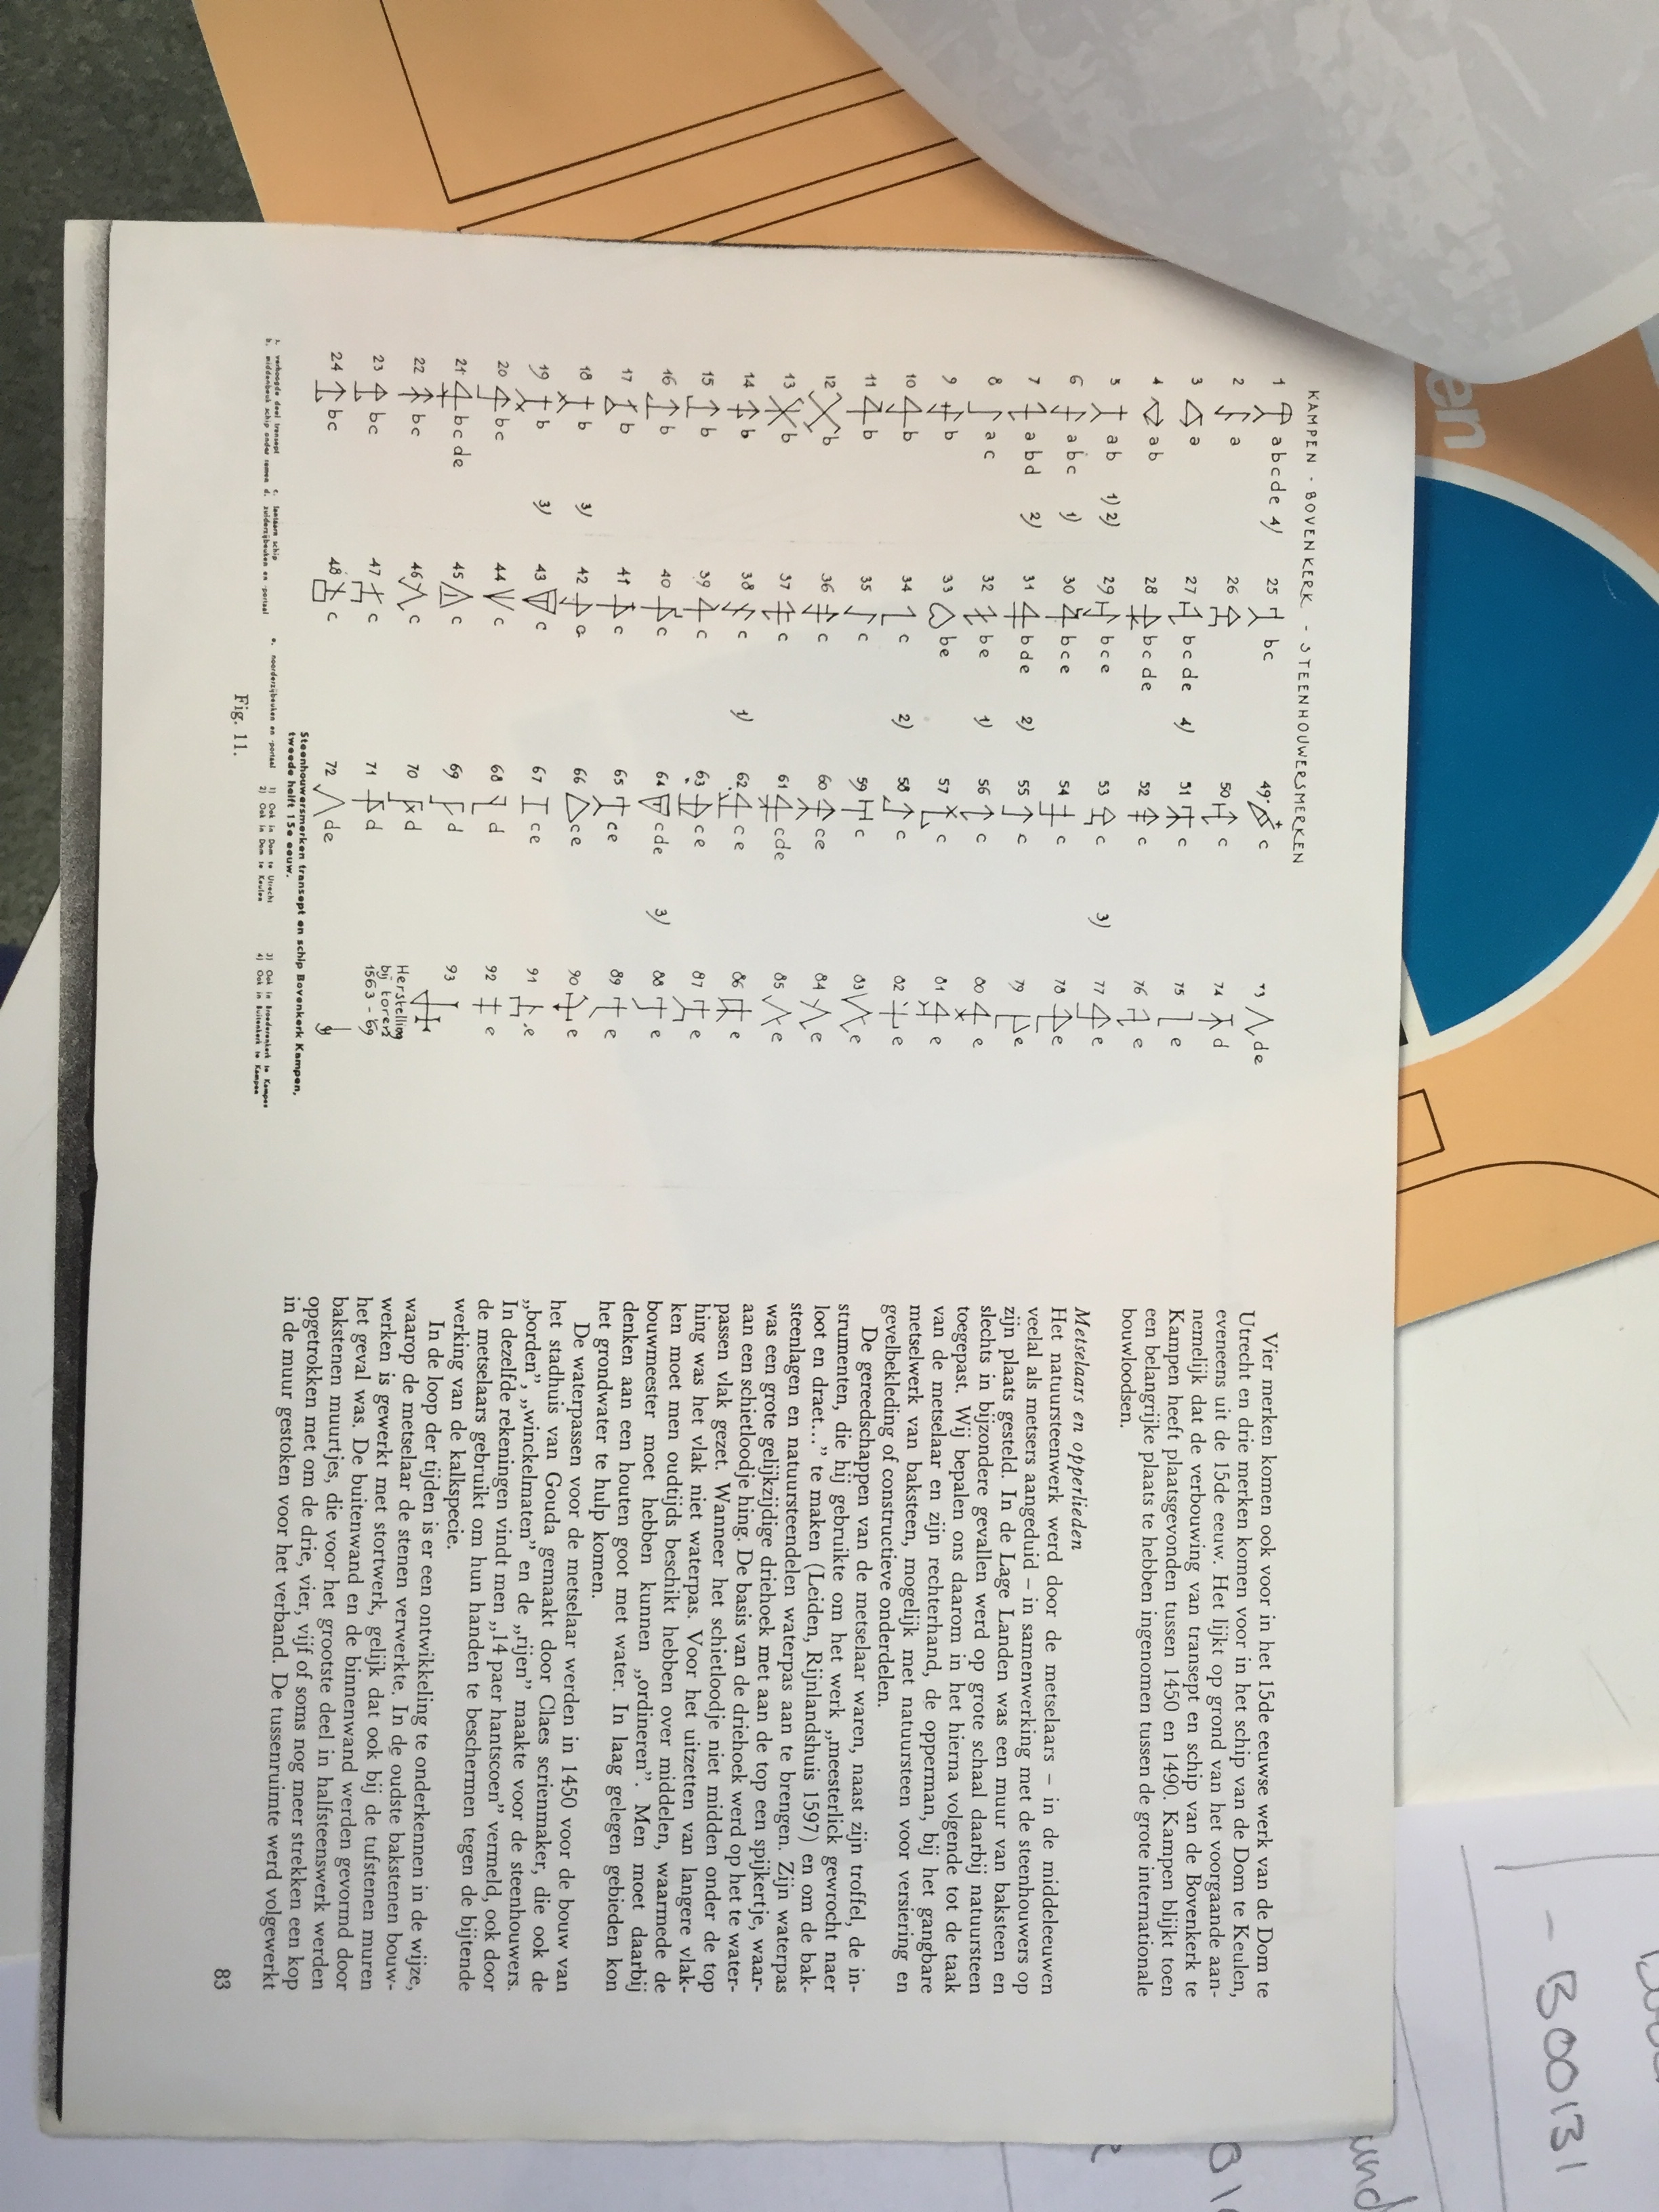 KAMPEN - BOVENKERK - STEENHOUWERSMERKEN
1 abcde 4)
2 a
3 a
4 ab
5 ab 1) 2)
6 abc 1)
7 abd 2)
8 ac
9 b
10 b
11 b
12 b
13 b
14 b
15 b
16 b
17 b
18 b 3)
19 b 3)
20 bc
21 bcde
22 bc
23 bc
24 bc
25 bc
26
27 bcde 4)
28 bcde
29 bce
30 bce
31 bde 2)
32 be 1)
33 be
34 c 2)
35 c
36 c
37 c
38 c 1)
39 c
40 c
41 c
42 c
43 c
44 c
45 c
46 c
47 c
48 c
49 c
50 c
51 c
52 c
53 c 3)
54 c
55 c
56 c
57 c
58 c
59 c
60 ce
61 cde
62 ce
63 ce
64 cde 3)
65 ce
66 ce
67 ce
68 d
69 d
70 d
71 d
72 de
73 de
74 d
75 e
76 e
77 e
78 e
79 e
80 e
81 e
82 e
83 e
84 e
85 e
86 e
87 e
88 e
89 e
90 e
91 e
92 e
93
Herstelling
bij toren
1563-'69
Steenhouwersmerken transept en schip Bovenkerk Kampen,
tweede helft 15e eeuw.
a. verhoogde deel transept c. lantaarn schip e. noorderzijbeuken en -portaal 1) Ook in Dom te Utrecht 3) Ook in Broederenkerk te Kampen
b. middenbeuk schip onder ramen d. zuiderzijbeuken en -portaal 2) Ook in Dom te Keulen 4) Ook in Buitenkerk te Kampen
Fig. 11.
Vier merken komen ook voor in het 15de eeuwse werk van de Dom te
Utrecht en drie merken komen voor in het schip van de Dom te Keulen,
eveneens uit de 15de eeuw. Het lijkt op grond van het voorgaande aan-
nemelijk dat de verbouwing van transept en schip van de Bovenkerk te
Kampen heeft plaatsgevonden tussen 1450 en 1490. Kampen blijkt toen
een belangrijke plaats te hebben ingenomen tussen de grote internationale
bouwloodsen.
Metselaars en opperlieden
Het natuursteenwerk werd door de metselaars – in de middeleeuwen
veelal als metsers aangeduid – in samenwerking met de steenhouwers op
zijn plaats gesteld. In de Lage Landen was een muur van baksteen en
slechts in bijzondere gevallen werd op grote schaal daarbij natuursteen
toegepast. Wij bepalen ons daarom in het hierna volgende tot de taak
van de metselaar en zijn rechterhand, de opperman, bij het gangbare
metselwerk van baksteen, mogelijk met natuursteen voor versiering en
gevelbekleding of constructieve onderdelen.
De gereedschappen van de metselaar waren, naast zijn troffel, de in-
strumenten, die hij gebruikte om het werk „meesterlick gewrocht naer
loot en draet...” te maken (Leiden, Rijnlandshuis 1597) en om de bak-
steenlagen en natuursteendelen waterpas aan te brengen. Zijn waterpas
was een grote gelijkzijdige driehoek met aan de top een spijkertje, waar-
aan een schietloodje hing. De basis van de driehoek werd op het te water-
passen vlak gezet. Wanneer het schietloodje niet midden onder de top
hing was het vlak niet waterpas. Voor het uitzetten van langere vlak-
ken moet men oudtijds beschikt hebben over middelen, waarmede de
bouwmeester moet hebben kunnen „ordineren”. Men moet daarbij
denken aan een houten goot met water. In laag gelegen gebieden kon
het grondwater te hulp komen.
De waterpassen voor de metselaar werden in 1450 voor de bouw van
het stadhuis van Gouda gemaakt door Claes scrienmaker, die ook de
„borden”, „winckelmaten” en de „rijen” maakte voor de steenhouwers.
In dezelfde rekeningen vindt men „14 paer hantscoen” vermeld, ook door
de metselaars gebruikt om hun handen te beschermen tegen de bijtende
werking van de kalkspecie.
In de loop der tijden is er een ontwikkeling te onderkennen in de wijze,
waarop de metselaar de stenen verwerkte. In de oudste bakstenen bouw-
werken is gewerkt met stortwerk, gelijk dat ook bij de tufstenen muren
het geval was. De buitenwand en de binnenwand werden gevormd door
bakstenen muurtjes, die voor het grootste deel in halfsteenswerk werden
opgetrokken met om de drie, vier, vijf of soms nog meer strekken een kop
in de muur gestoken voor het verband. De tussenruimte werd volgewerkt
83
en
- B00131